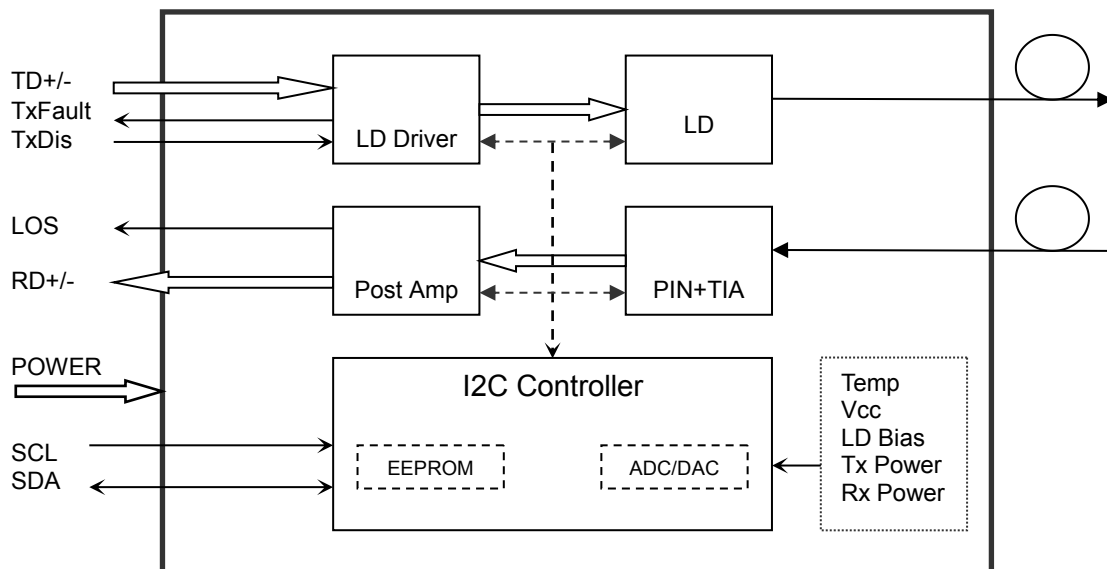 TD+/-
TxFault
TxDis
LD Driver
LD
LOS
RD+/-
Post Amp
PIN+TIA
POWER
SCL
SDA
I2C Controller
EEPROM
ADC/DAC
Temp
Vcc
LD Bias
Tx Power
Rx Power